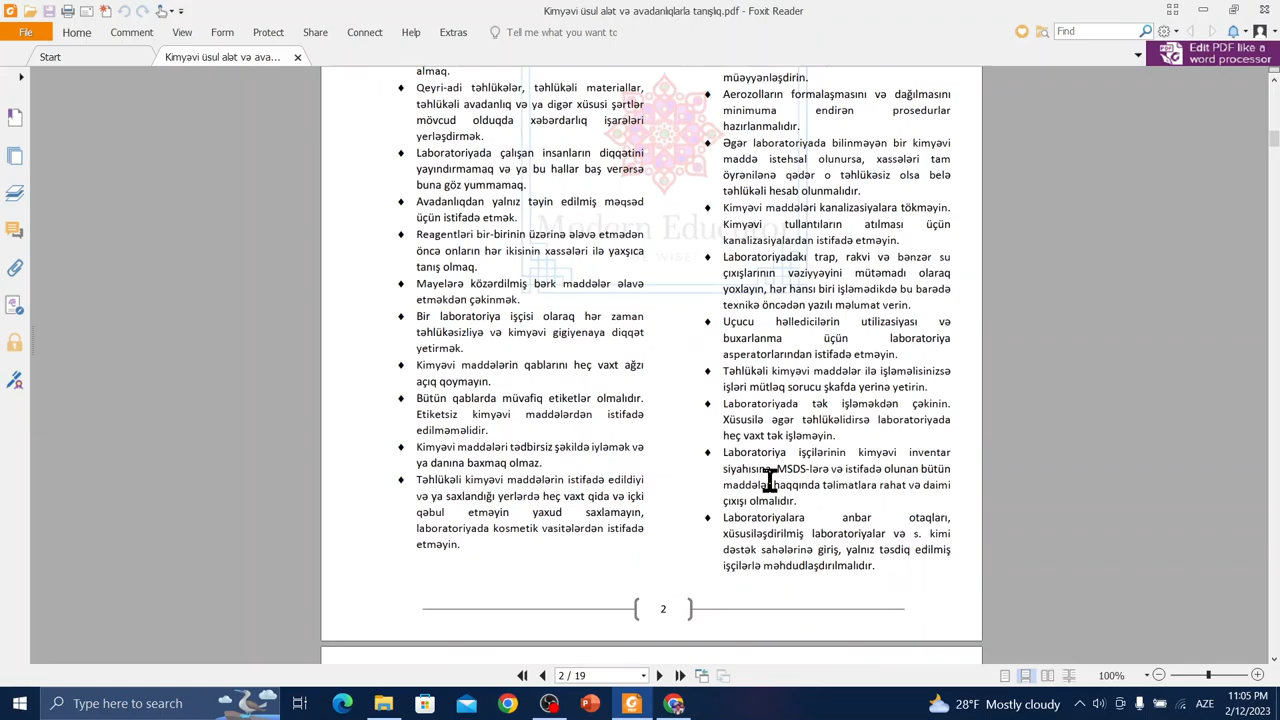 Kimyəvi üsul alət və avadanlıqlarla tanışlıq.pdf - Foxit Reader
File Home Comment View Form Protect Share Connect Help Extras Tell me what you want to Find
Start Kimyəvi üsul alət və ava... Edit PDF like a
word processor
almaq.
Qeyri-adi təhlükələr, təhlükəli materiallar,
təhlükəli avadanlıq və ya digər xüsusi şərtlər
mövcud olduqda xəbərdarlıq işarələri
yerləşdirmək.
Laboratoriyada çalışan insanların diqqətini
yayındırmamaq və ya bu hallar baş verərsə
buna göz yummamaq.
Avadanlıqdan yalnız təyin edilmiş məqsəd
üçün istifadə etmək.
Reagentləri bir-birinin üzərinə əlavə etmədən
öncə onların hər ikisinin xassələri ilə yaxşıca
tanış olmaq.
Mayelərə közərdilmiş bərk maddələr əlavə
etməkdən çəkinmək.
Bir laboratoriya işçisi olaraq hər zaman
təhlükəsizliyə və kimyəvi gigiyenaya diqqət
yetirmək.
Kimyəvi maddələrin qablarını heç vaxt ağzı
açıq qoymayın.
Bütün qablarda müvafiq etiketlər olmalıdır.
Etiketsiz kimyəvi maddələrdən istifadə
edilməməlidir.
Kimyəvi maddələri tədbirsiz şəkildə iyləmək və
ya danına baxmaq olmaz.
Təhlükəli kimyəvi maddələrin istifadə edildiyi
və ya saxlandığı yerlərdə heç vaxt qida və içki
qəbul etməyin yaxud saxlamayın,
laboratoriyada kosmetik vasitələrdən istifadə
etməyin.
müəyyənləşdirin.
Aerozolların formalaşmasını və dağılmasını
minimuma endirən prosedurlar
hazırlanmalıdır.
Əgər laboratoriyada bilinməyən bir kimyəvi
maddə istehsal olunursa, xassələri tam
öyrənilənə qədər o təhlükəsiz olsa belə
təhlükəli hesab olunmalıdır.
Kimyəvi maddələri kanalizasiyalara tökməyin.
Kimyəvi tullantıların atılması üçün
kanalizasiyalardan istifadə etməyin.
Laboratoriyadakı trap, rakvi və bənzər su
çıxışlarının vəziyyəyini mütəmadı olaraq
yoxlayın, hər hansı biri işləmədikdə bu barədə
texnikə öncədən yazılı məlumat verin.
Uçucu həlledicilərin utilizasiyası və
buxarlanma üçün laboratoriya
asperatorlarından istifadə etməyin.
Təhlükəli kimyəvi maddələr ilə işləməlisinizsə
işləri mütləq sorucu şkafda yerinə yetirin.
Laboratoriyada tək işləməkdən çəkinin.
Xüsusilə əgər təhlükəlidirsə laboratoriyada
heç vaxt tək işləməyin.
Laboratoriya işçilərinin kimyəvi inventar
MSDS-lərə və istifadə olunan bütün
təlimatlara rahat və daimi
çıxışı olmalıdır.
Laboratoriyalara anbar otaqları,
xüsusiləşdirilmiş laboratoriyalar və s. kimi
dəstək sahələrinə giriş, yalnız təsdiq edilmiş
işçilərlə məhdudlaşdırılmalıdır.
Modern Educator
2
2 / 19 100%
Type here to search 28°F Mostly cloudy AZE 11:05 PM
2/12/2023